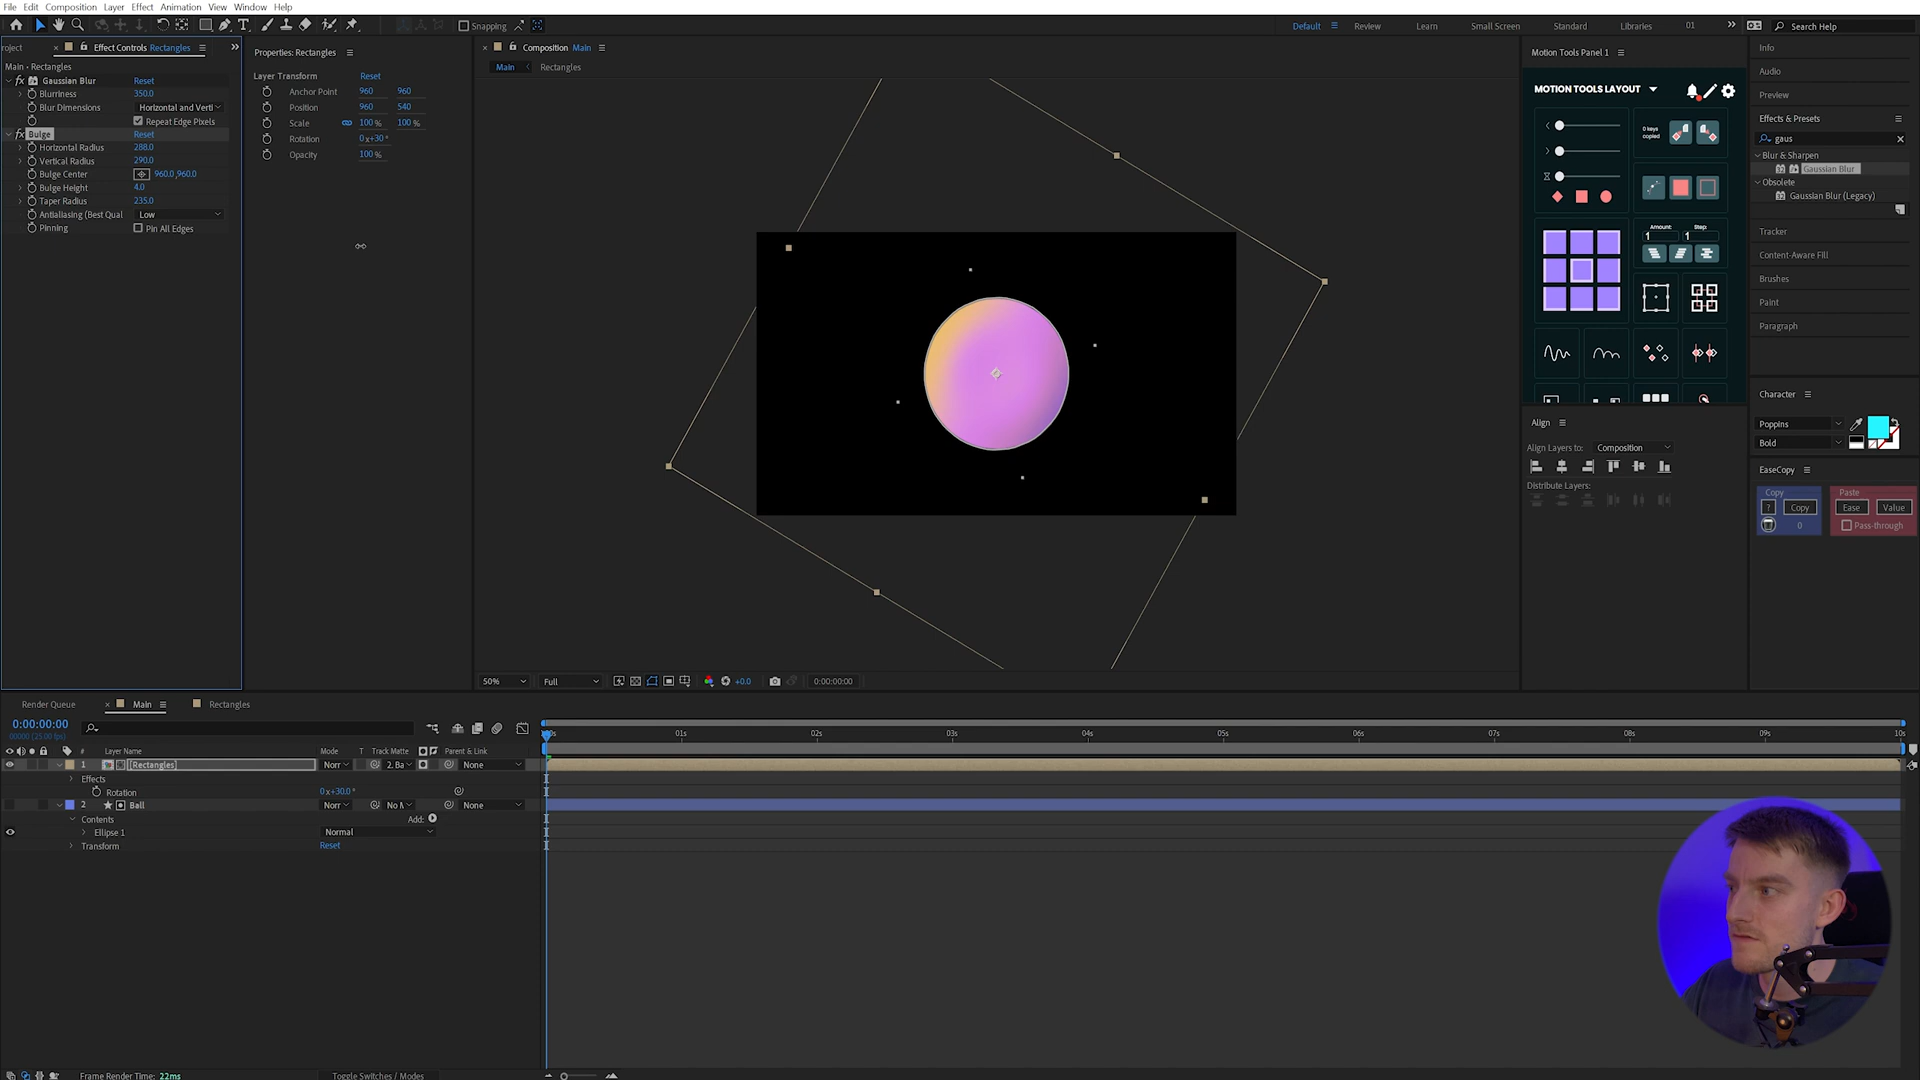 File Edit Composition Layer Effect Animation View Window Help
Snapping
Default Review Learn Small Screen Standard Libraries 01 Search Help
roject Effect Controls Rectangles
Main · Rectangles
fx Gaussian Blur Reset
Blurriness 350.0
Blur Dimensions Horizontal and Verti
Repeat Edge Pixels
fx Bulge Reset
Horizontal Radius 288.0
Vertical Radius 290.0
Bulge Center 960.0,960.0
Bulge Height 4.0
Taper Radius 235.0
Antialiasing (Best Qual Low
Pinning Pin All Edges
Properties: Rectangles
Layer Transform Reset
Anchor Point 960 960
Position 960 540
Scale 100 % 100 %
Rotation 0 x+30 °
Opacity 100 %
Composition Main
Main Rectangles
50% Full +0.0 0:00:00:00
Motion Tools Panel 1
MOTION TOOLS LAYOUT
0 keys
copied
Amount: Step:
1 1
Align
Align Layers to: Composition
Distribute Layers:
Info
Audio
Preview
Effects & Presets
gaus
Blur & Sharpen
Gaussian Blur
Obsolete
Gaussian Blur (Legacy)
Tracker
Content-Aware Fill
Brushes
Paint
Paragraph
Character
Poppins
Bold
EaseCopy
Copy Paste
? Copy Ease Value
0 Pass-through
Render Queue Main Rectangles
0:00:00:00
00000 (25.00 fps)
# Layer Name Mode T Track Matte Parent & Link
01s 02s 03s 04s 05s 06s 07s 08s 09s 10s
1 [Rectangles] Norr 2. Ba None
Effects
Rotation 0 x+30.0 °
2 Ball Norr No M None
Contents Add:
Ellipse 1 Normal
Transform Reset
Frame Render Time: 22ms Toggle Switches / Modes